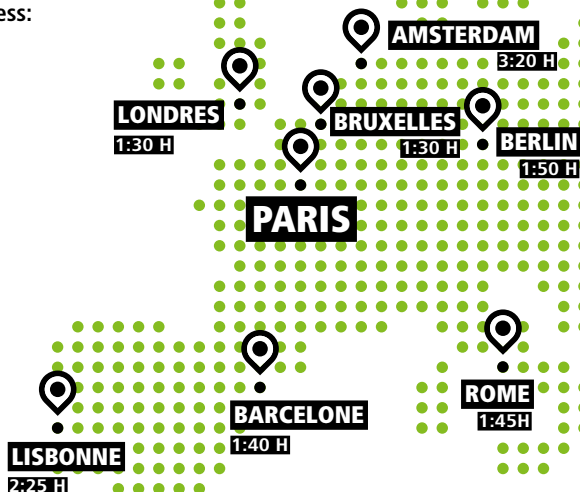 ess:
AMSTERDAM
3:20 H
LONDRES
1:30 H
BRUXELLES
1:30 H
BERLIN
1:50 H
PARIS
BARCELONE
1:40 H
ROME
1:45H
LISBONNE
2:25 H